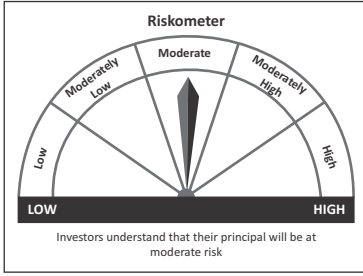 Riskometer
Moderate
Moderately
Low
Moderately
High
Low
High
LOW
HIGH
Investors understand that their principal will be at
moderate risk